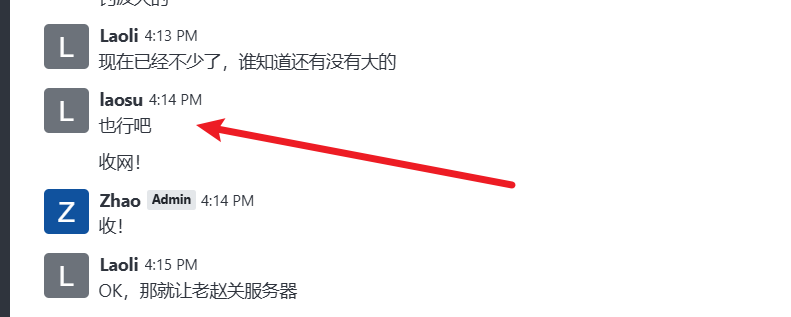 Laoli 4:13 PM
现在已经不少了，谁知道还有没有大的
L
laosu 4:14 PM
也行吧
L
收网！
Zhao Admin 4:14 PM
收！
Z
Laoli 4:15 PM
OK，那就让老赵关服务器
L